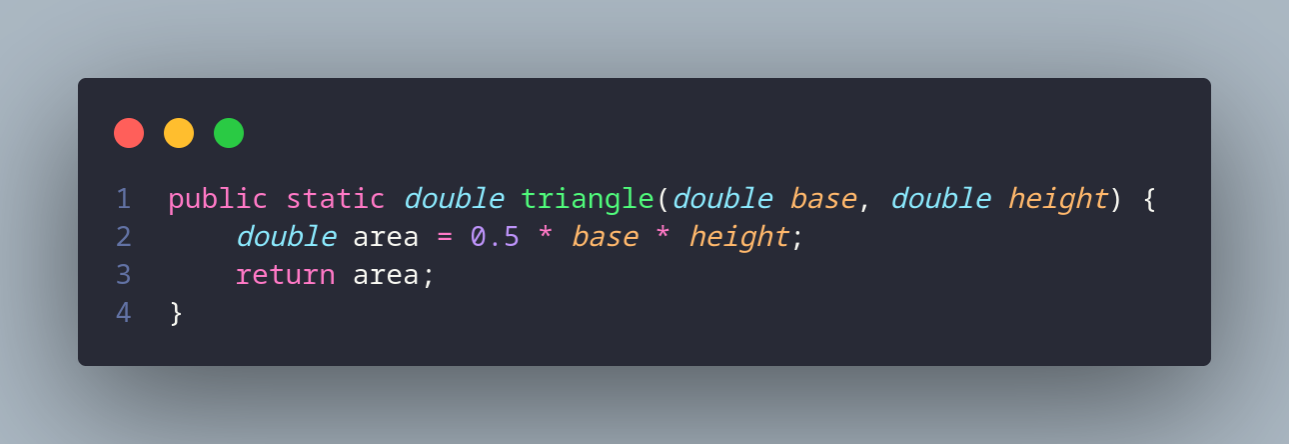 1 public static double triangle(double base, double height) {
2     double area = 0.5 * base * height;
3     return area;
4 }